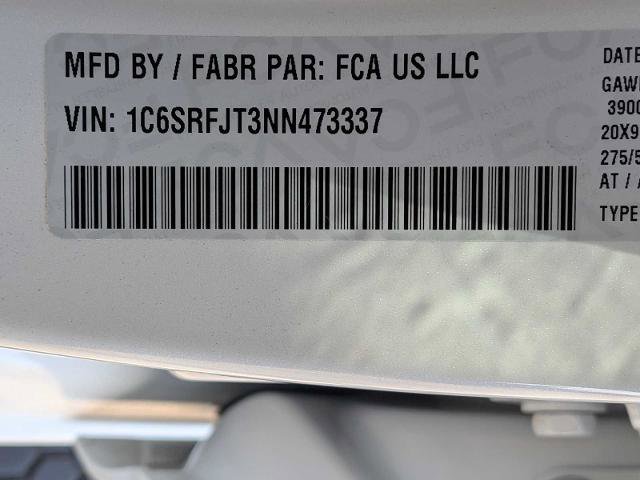 MFD BY / FABR PAR: FCA US LLC
VIN: 1C6SRFJT3NN473337
DATE
GAW
3900
20X9
275/5
AT /
TYPE